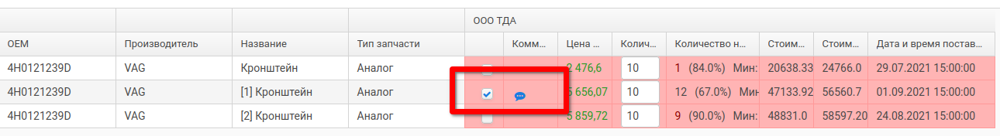 ООО ТДА
OEM Производитель Название Тип запчасти Комм... Цена ... Колич... Количество н... Стоим... Стоим... Дата и время постав...
4H0121239D VAG Кронштейн Аналог 2 476,6 10 1 (84.0%) Мин: 20638.33 24766.0 29.07.2021 15:00:00
4H0121239D VAG [1] Кронштейн Аналог 656,07 10 12 (67.0%) Мин 47133.92 56560.7 01.09.2021 15:00:00
4H0121239D VAG [2] Кронштейн Аналог 5 859,72 10 9 (90.0%) Мин: 48831.0 58597.20 24.08.2021 15:00:00